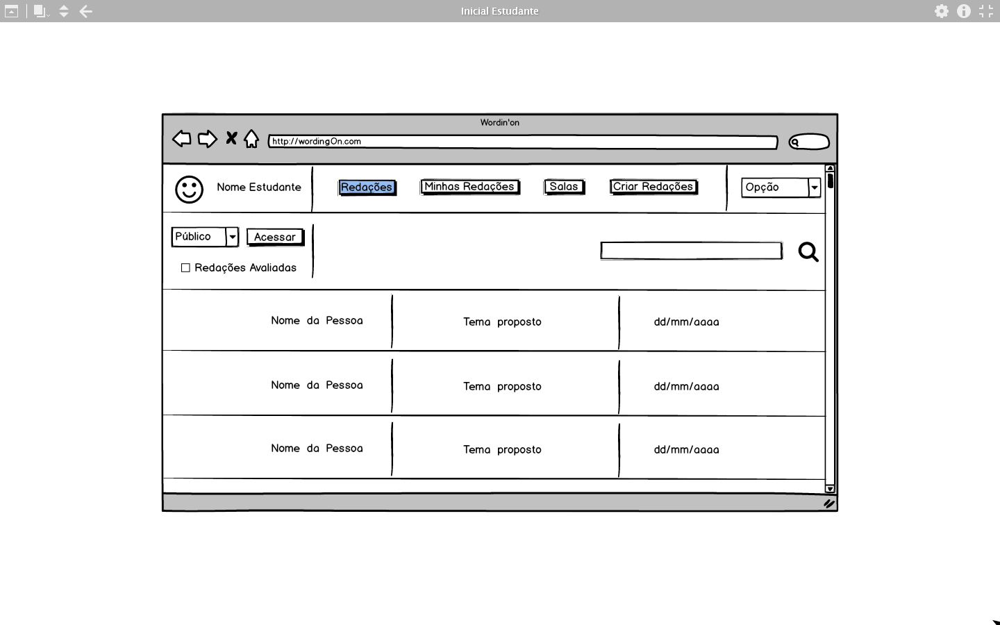 Inicial Estudante
Wordin'on
http://wordingOn.com
Nome Estudante
Redações
Minhas Redações
Salas
Criar Redações
Opção
Público
Acessar
Redações Avaliadas
Nome da Pessoa
Tema proposto
dd/mm/aaaa
Nome da Pessoa
Tema proposto
dd/mm/aaaa
Nome da Pessoa
Tema proposto
dd/mm/aaaa